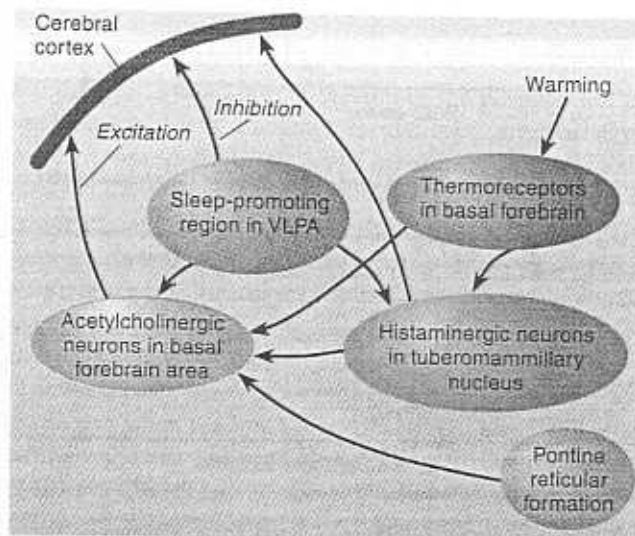 Cerebral
cortex
Inhibition
Excitation
Warming
Sleep-promoting
region in VLPA
Thermoreceptors
in basal forebrain
Acetylcholinergic
neurons in basal
forebrain area
Histaminergic neurons
in tuberomammillary
nucleus
Pontine
reticular
formation